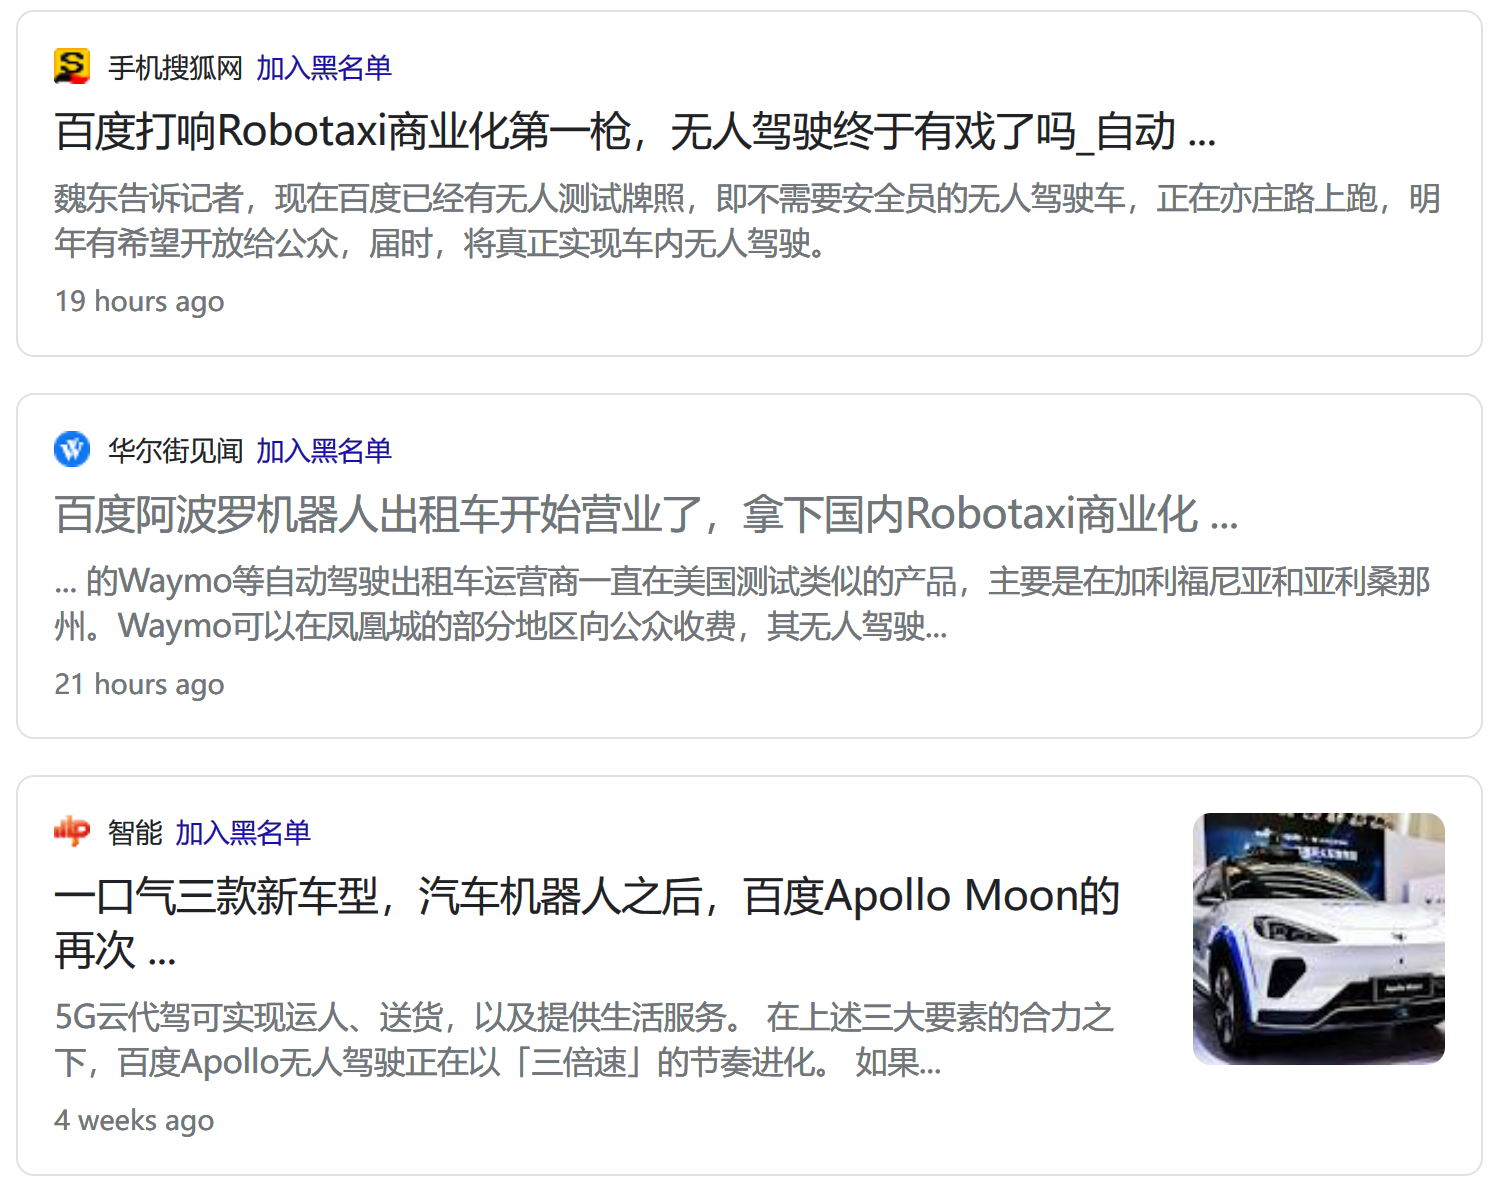 手机搜狐网 加入黑名单
百度打响Robotaxi商业化第一枪，无人驾驶终于有戏了吗_自动 ...
魏东告诉记者，现在百度已经有无人测试牌照，即不需要安全员的无人驾驶车，正在亦庄路上跑，明
年有希望开放给公众，届时，将真正实现车内无人驾驶。
19 hours ago
华尔街见闻 加入黑名单
百度阿波罗机器人出租车开始营业了，拿下国内Robotaxi商业化 ...
... 的Waymo等自动驾驶出租车运营商一直在美国测试类似的产品，主要是在加利福尼亚和亚利桑那
州。Waymo可以在凤凰城的部分地区向公众收费，其无人驾驶...
21 hours ago
智能 加入黑名单
一口气三款新车型，汽车机器人之后，百度Apollo Moon的
再次 ...
5G云代驾可实现运人、送货，以及提供生活服务。 在上述三大要素的合力之
下，百度Apollo无人驾驶正在以「三倍速」的节奏进化。 如果...
4 weeks ago
Apollo Moon